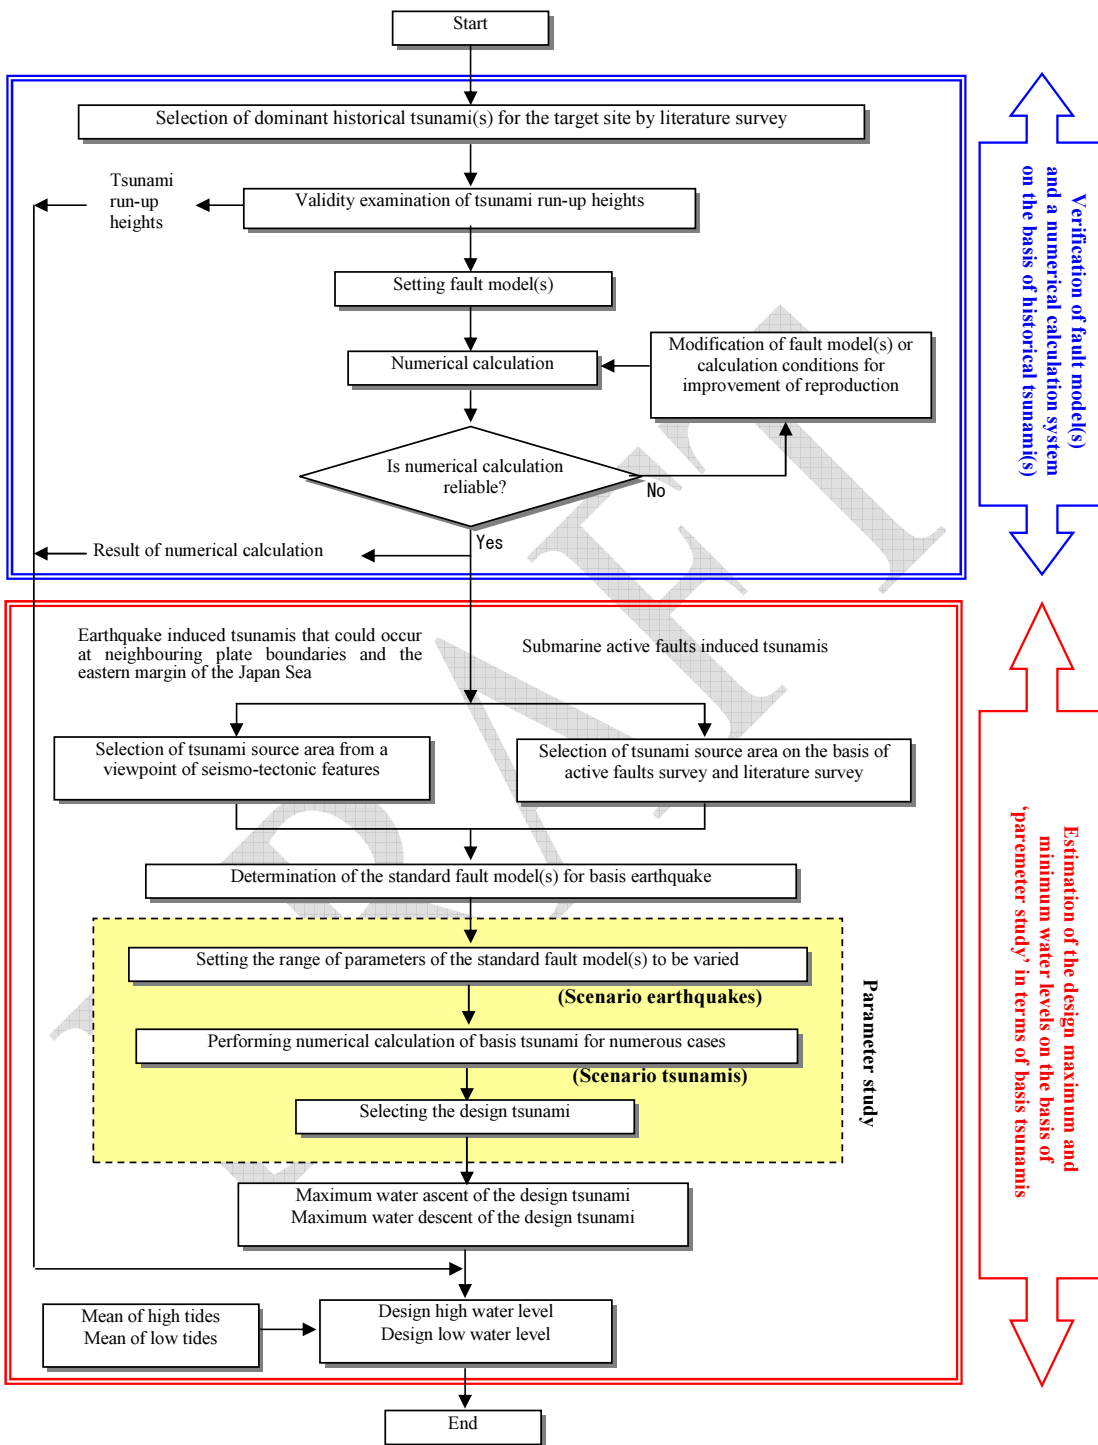 Start
Selection of dominant historical tsunami(s) for the target site by literature survey
Tsunami
run-up
heights
Validity examination of tsunami run-up heights
Setting fault model(s)
Numerical calculation
Modification of fault model(s) or
calculation conditions for
improvement of reproduction
Is numerical calculation
reliable?
No
Yes
Result of numerical calculation
Verification of fault model(s)
and a numerical calculation system
on the basis of historical tsunami(s)
Earthquake induced tsunamis that could occur
at neighbouring plate boundaries and the
eastern margin of the Japan Sea
Submarine active faults induced tsunamis
Selection of tsunami source area from a
viewpoint of seismo-tectonic features
Selection of tsunami source area on the basis of
active faults survey and literature survey
Determination of the standard fault model(s) for basis earthquake
Setting the range of parameters of the standard fault model(s) to be varied
(Scenario earthquakes)
Performing numerical calculation of basis tsunami for numerous cases
(Scenario tsunamis)
Selecting the design tsunami
Parameter study
Maximum water ascent of the design tsunami
Maximum water descent of the design tsunami
Mean of high tides
Mean of low tides
Design high water level
Design low water level
Estimation of the design maximum and
minimum water levels on the basis of
‘paremeter study’ in terms of basis tsunamis
End
DRAFT